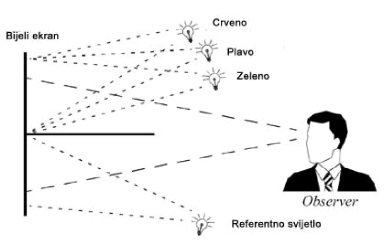 Crveno
Bijeli ekran
Plavo
Zeleno
Observer
Referentno svijetlo